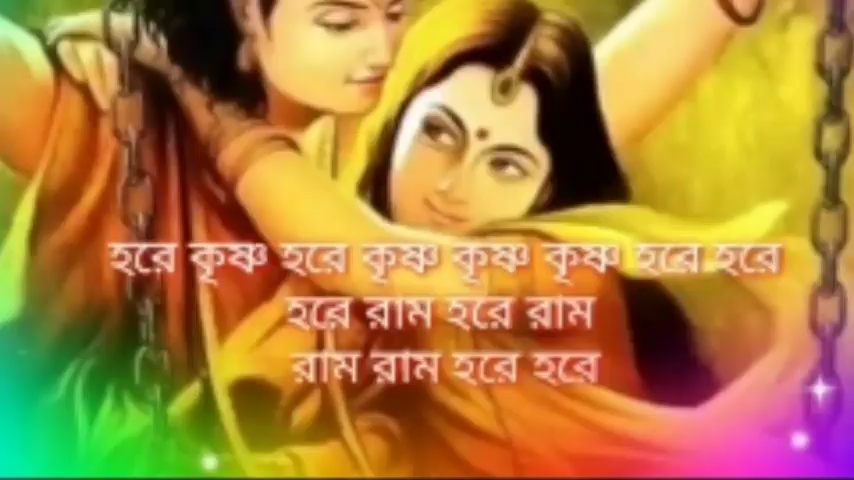 হরে কৃষ্ণ হরে কৃষ্ণ কৃষ্ণ কৃষ্ণ হরে হরে
হরে রাম হরে রাম
রাম রাম হরে হরে